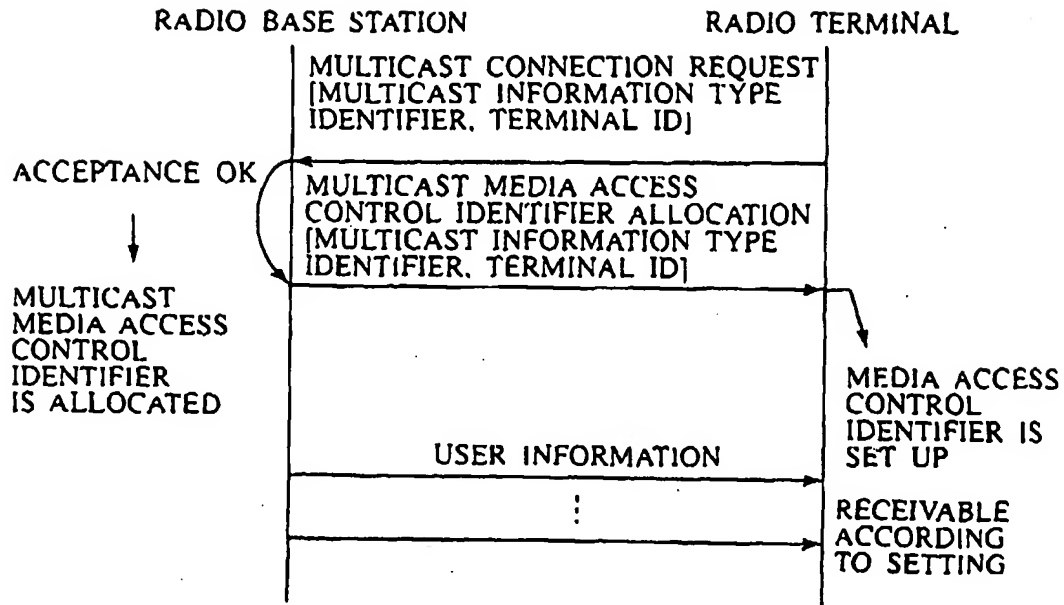 RADIO BASE STATION
RADIO TERMINAL
MULTICAST CONNECTION REQUEST
[MULTICAST INFORMATION TYPE
IDENTIFIER, TERMINAL ID]
ACCEPTANCE OK
MULTICAST MEDIA ACCESS
CONTROL IDENTIFIER ALLOCATION
[MULTICAST INFORMATION TYPE
IDENTIFIER, TERMINAL ID]
MULTICAST
MEDIA ACCESS
CONTROL
IDENTIFIER
IS ALLOCATED
MEDIA ACCESS
CONTROL
IDENTIFIER IS
SET UP
USER INFORMATION
RECEIVABLE
ACCORDING
TO SETTING